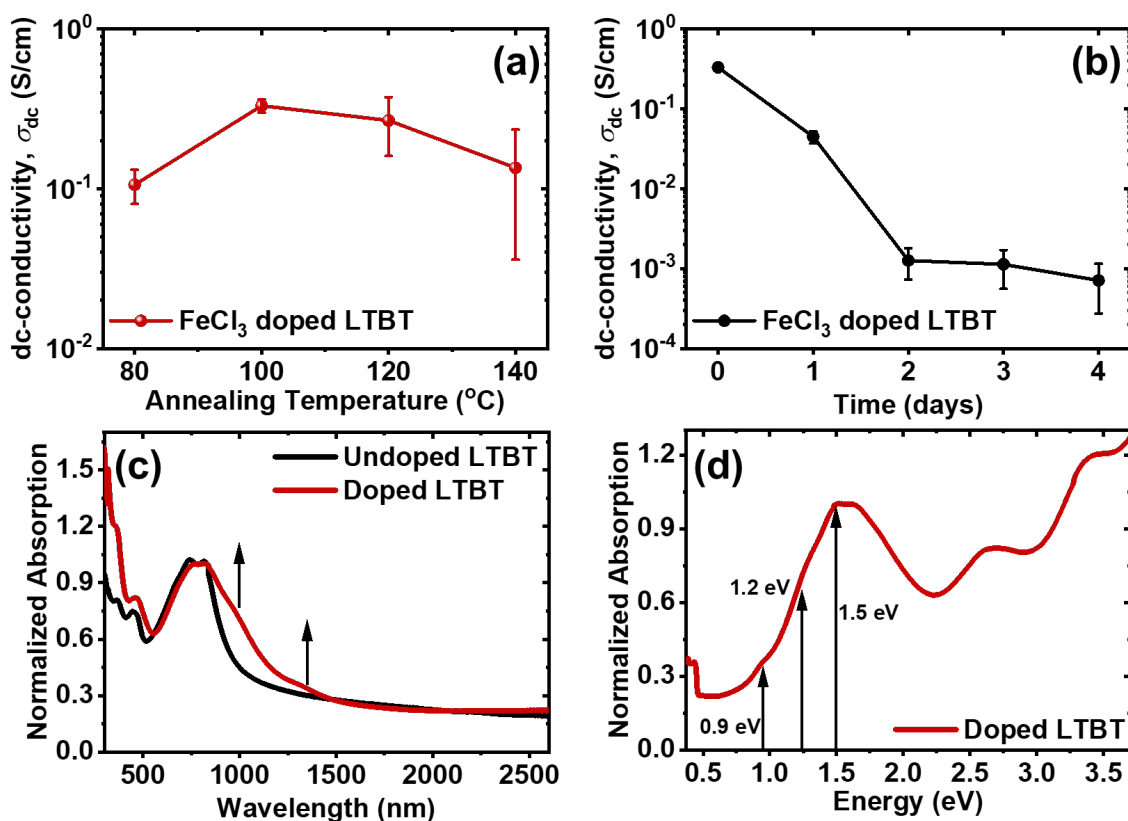 (a)
dc-conductivity, σdc (S/cm)
10⁰
10⁻¹
10⁻²
FeCl₃ doped LTBT
80 100 120 140
Annealing Temperature (ᵒC)
(b)
dc-conductivity, σdc (S/cm)
10⁰
10⁻¹
10⁻²
10⁻³
10⁻⁴
FeCl₃ doped LTBT
0 1 2 3 4
Time (days)
(c)
Normalized Absorption
1.5
1.2
0.9
0.6
0.3
0.0
Undoped LTBT
Doped LTBT
500 1000 1500 2000 2500
Wavelength (nm)
(d)
Normalized Absorption
1.2
0.9
0.6
0.3
0.0
1.2 eV
1.5 eV
0.9 eV
Doped LTBT
0.5 1.0 1.5 2.0 2.5 3.0 3.5
Energy (eV)